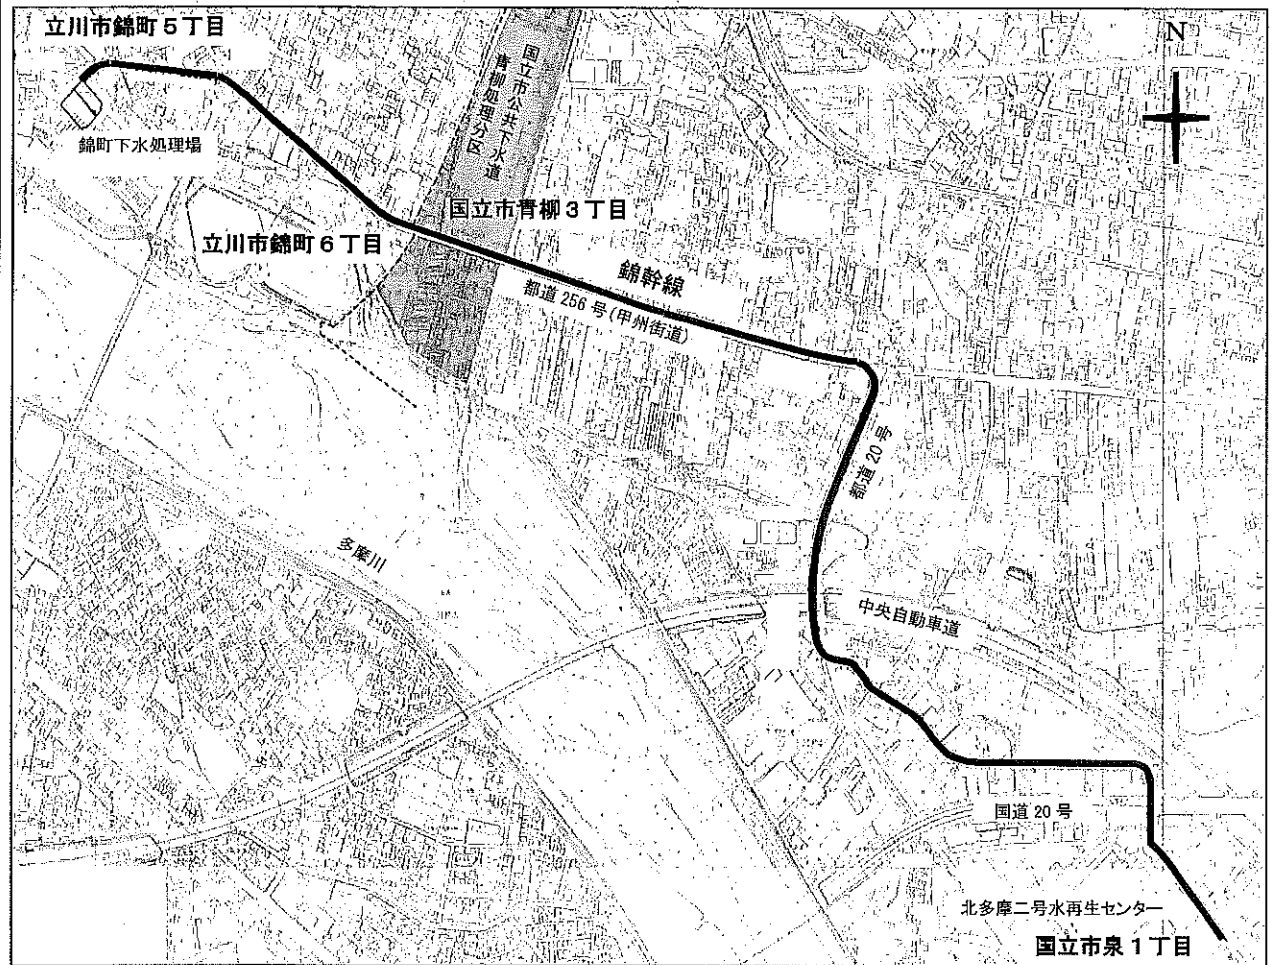 立川市錦町５丁目
N
国立市公共下水道
青柳処理分区
錦町下水処理場
国立市青柳３丁目
立川市錦町６丁目
錦幹線
都道 256 号(甲州街道)
都道 20 号
多摩川
中央自動車道
国道 20 号
北多摩二号水再生センター
国立市泉１丁目